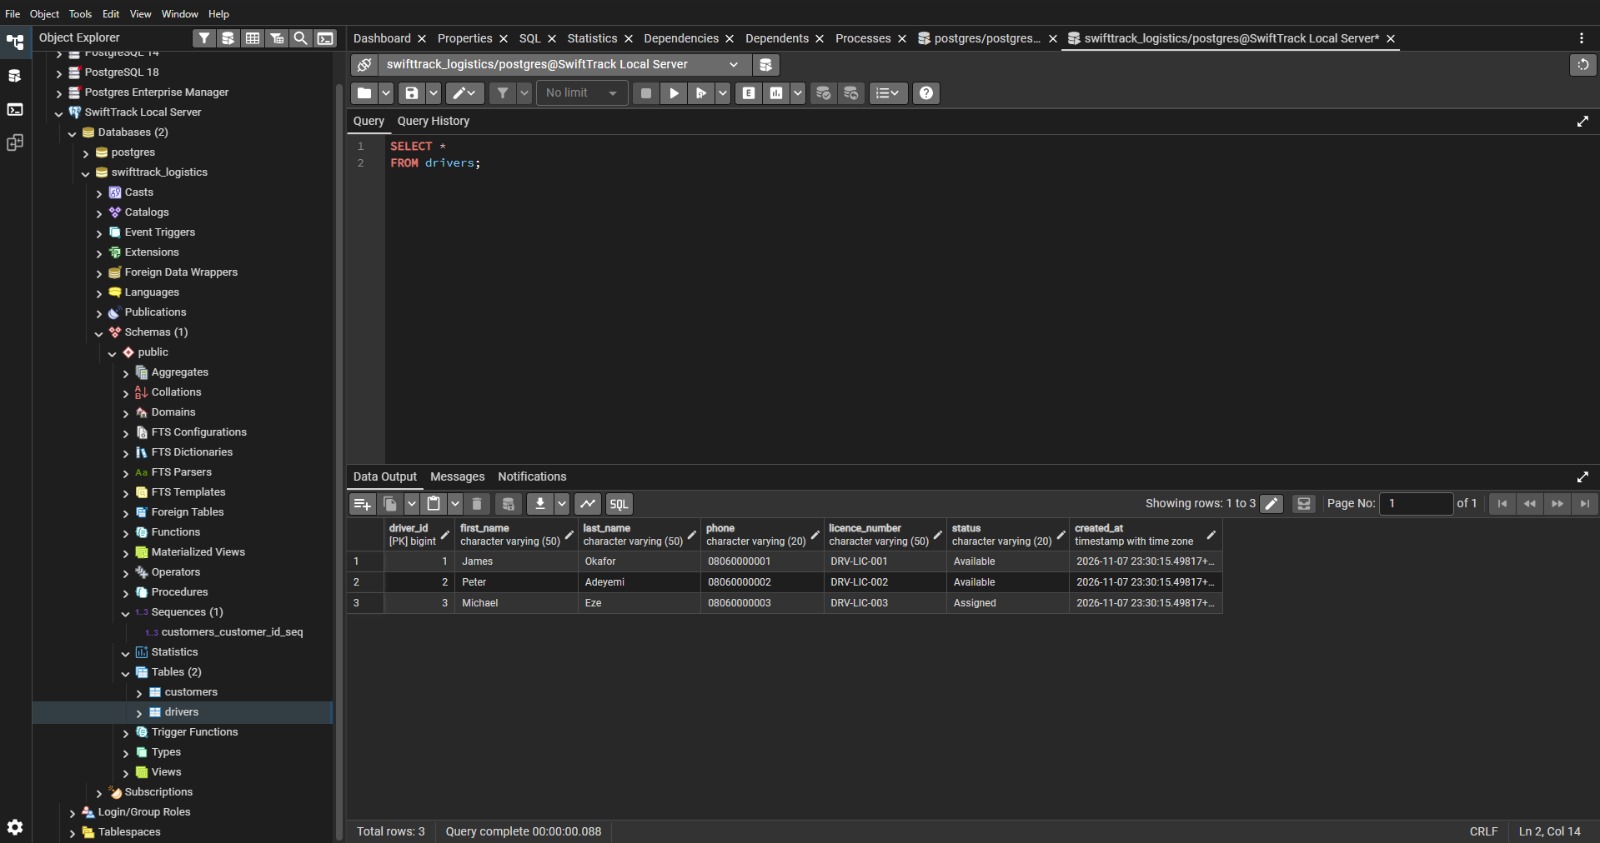 File Object Tools Edit View Window Help
Object Explorer
PostgreSQL 14
PostgreSQL 18
Postgres Enterprise Manager
SwiftTrack Local Server
Databases (2)
postgres
swifttrack_logistics
Casts
Catalogs
Event Triggers
Extensions
Foreign Data Wrappers
Languages
Publications
Schemas (1)
public
Aggregates
Collations
Domains
FTS Configurations
FTS Dictionaries
Aa FTS Parsers
FTS Templates
Foreign Tables
Functions
Materialized Views
Operators
Procedures
1..3 Sequences (1)
1..3 customers_customer_id_seq
Statistics
Tables (2)
customers
drivers
Trigger Functions
Types
Views
Subscriptions
Login/Group Roles
Tablespaces
Dashboard Properties SQL Statistics Dependencies Dependents Processes postgres/postgres... swifttrack_logistics/postgres@SwiftTrack Local Server*
swifttrack_logistics/postgres@SwiftTrack Local Server
No limit E
Query Query History
1 SELECT *
2 FROM drivers;
Data Output Messages Notifications
SQL Showing rows: 1 to 3 Page No: 1 of 1
driver_id first_name last_name phone licence_number status created_at
[PK] bigint character varying (50) character varying (50) character varying (20) character varying (50) character varying (20) timestamp with time zone
1 1 James Okafor 08060000001 DRV-LIC-001 Available 2026-11-07 23:30:15.49817+...
2 2 Peter Adeyemi 08060000002 DRV-LIC-002 Available 2026-11-07 23:30:15.49817+...
3 3 Michael Eze 08060000003 DRV-LIC-003 Assigned 2026-11-07 23:30:15.49817+...
Total rows: 3 Query complete 00:00:00.088 CRLF Ln 2, Col 14